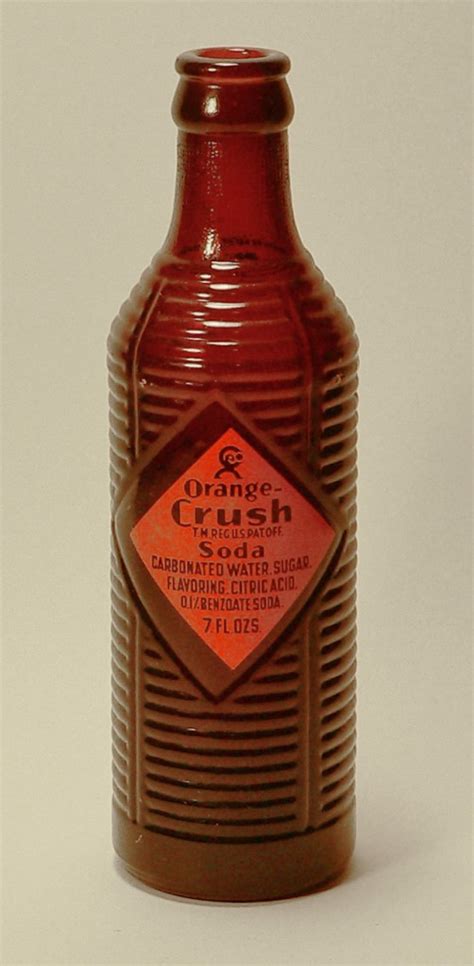 Orange-
Crush
T.M.REG.U.S.PAT.OFF.
Soda
CARBONATED WATER, SUGAR,
FLAVORING, CITRIC ACID,
0.1% BENZOATE SODA.
7. FL. OZS.